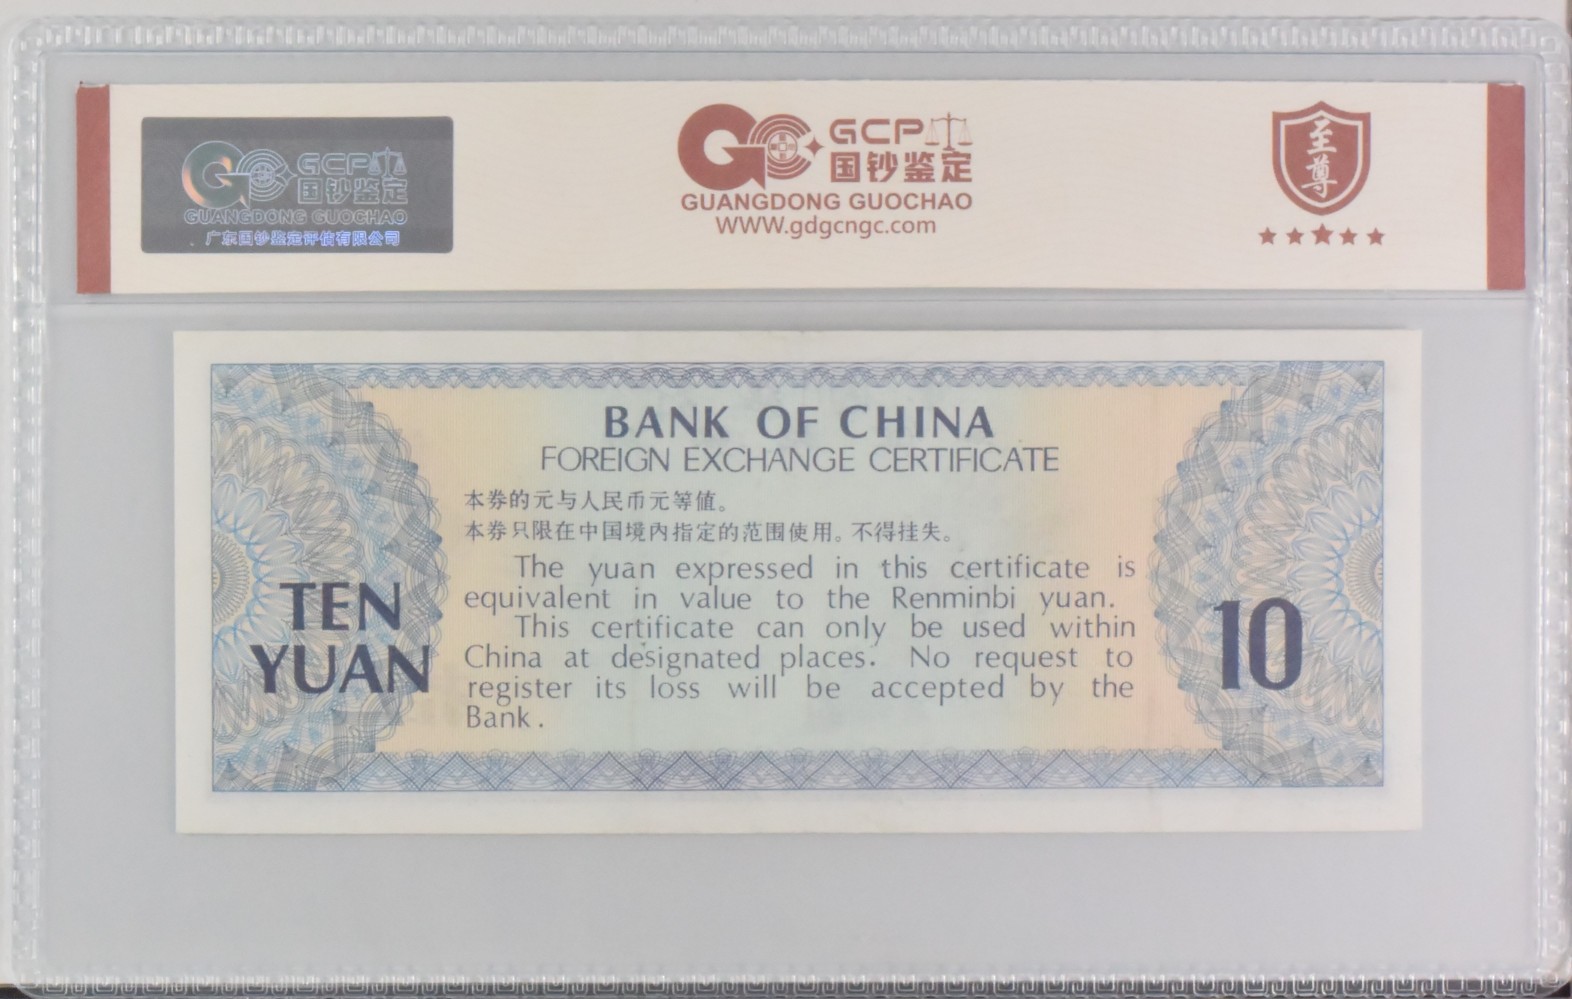 GCP
国钞鉴定
GUANGDONG GUOCHAO
广东国钞鉴定评估有限公司
GCP
国钞鉴定
GUANGDONG GUOCHAO
WWW.gdgcngc.com
至尊
BANK OF CHINA
FOREIGN EXCHANGE CERTIFICATE
本券的元与人民币元等值。
本券只限在中国境内指定的范围使用。不得挂失。
The yuan expressed in this certificate is
equivalent in value to the Renminbi yuan.
This certificate can only be used within
China at designated places. No request to
register its loss will be accepted by the
Bank.
TEN
YUAN
10